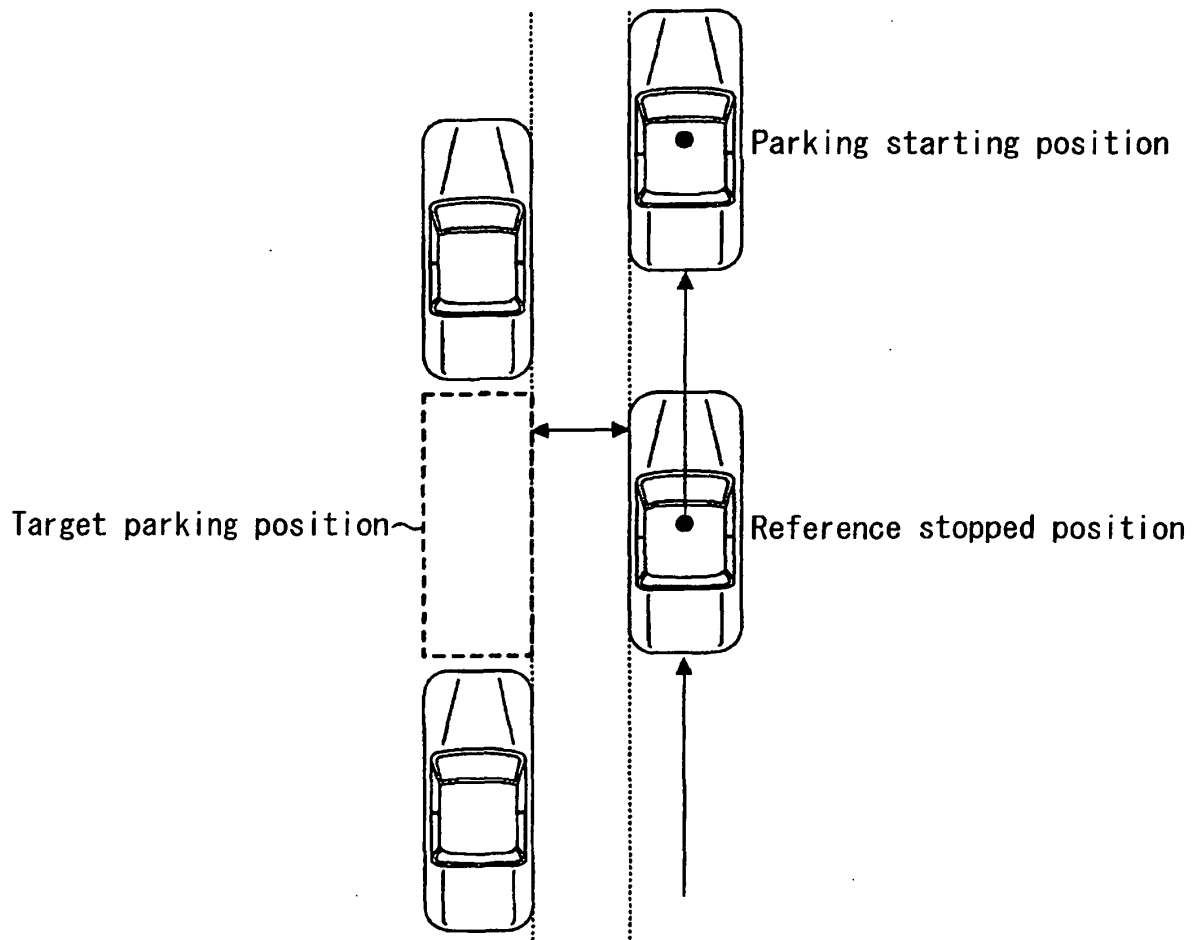 Parking starting position
Target parking position
Reference stopped position